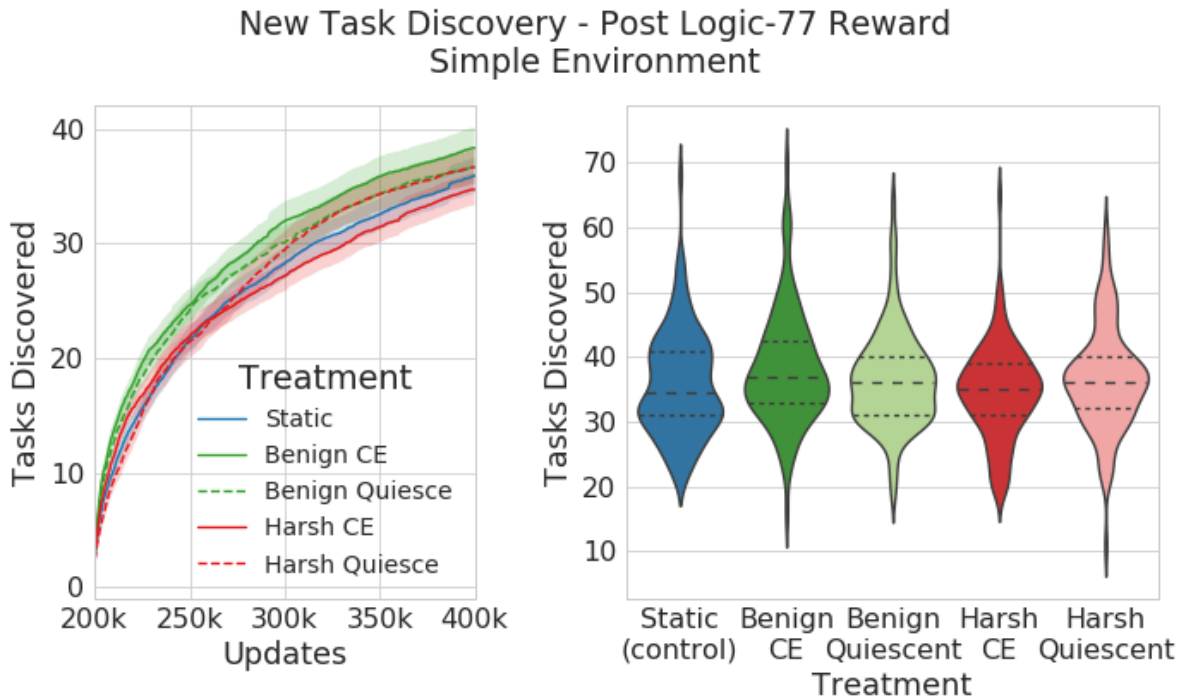 New Task Discovery - Post Logic-77 Reward
Simple Environment
Tasks Discovered
40
30
20
10
0
200k 250k 300k 350k 400k
Updates
Treatment
Static
Benign CE
Benign Quiesce
Harsh CE
Harsh Quiesce
Tasks Discovered
70
60
50
40
30
20
10
Static Benign Benign Harsh Harsh
(control) CE Quiescent CE Quiescent
Treatment